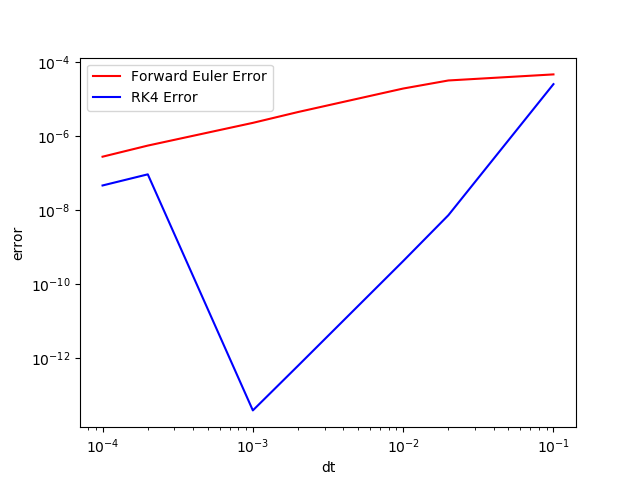 10⁻⁴
10⁻⁶
10⁻⁸
10⁻¹⁰
10⁻¹²
error
Forward Euler Error
RK4 Error
10⁻⁴ 10⁻³ 10⁻² 10⁻¹
dt